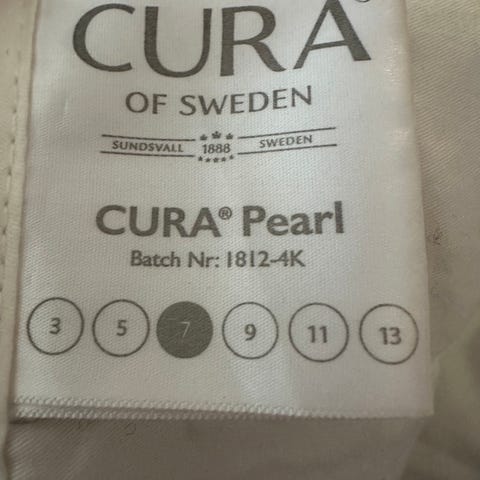 CURA®
OF SWEDEN
SUNDSVALL 1888 SWEDEN
CURA® Pearl
Batch Nr: 1812-4K
3 5 7 9 11 13